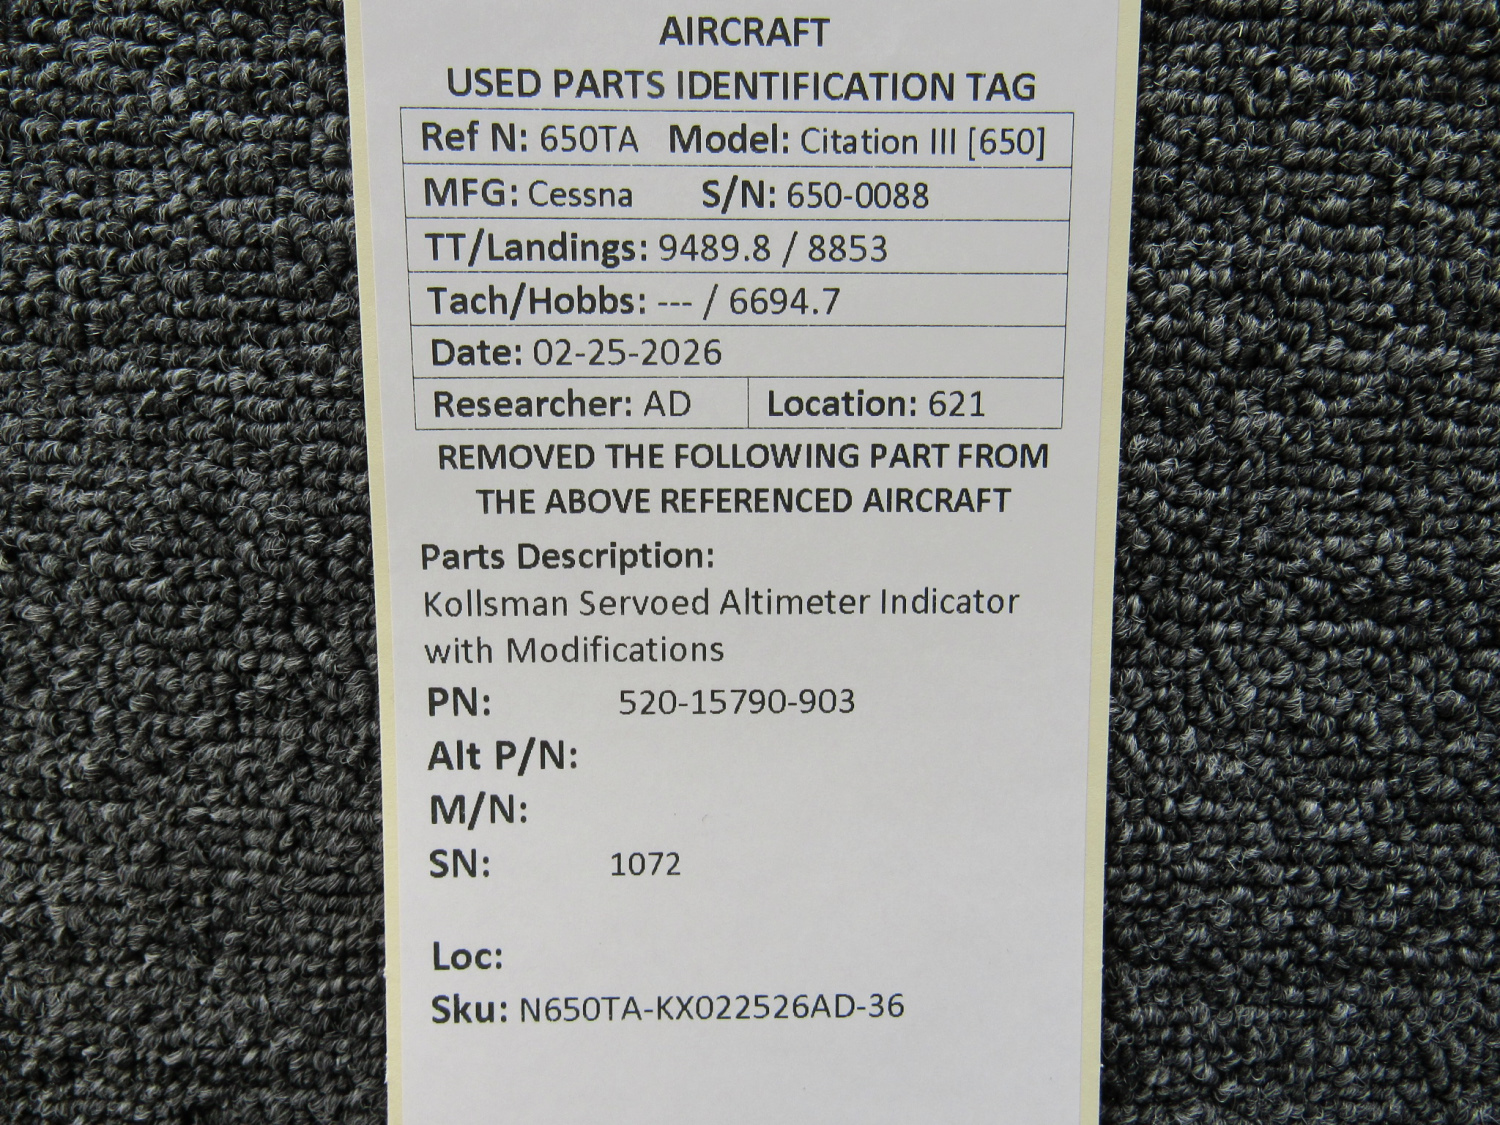 AIRCRAFT
USED PARTS IDENTIFICATION TAG
Ref N: 650TA Model: Citation III [650]
MFG: Cessna S/N: 650-0088
TT/Landings: 9489.8 / 8853
Tach/Hobbs: --- / 6694.7
Date: 02-25-2026
Researcher: AD Location: 621
REMOVED THE FOLLOWING PART FROM
THE ABOVE REFERENCED AIRCRAFT
Parts Description:
Kollsman Servoed Altimeter Indicator
with Modifications
PN: 520-15790-903
Alt P/N:
M/N:
SN: 1072
Loc:
Sku: N650TA-KX022526AD-36